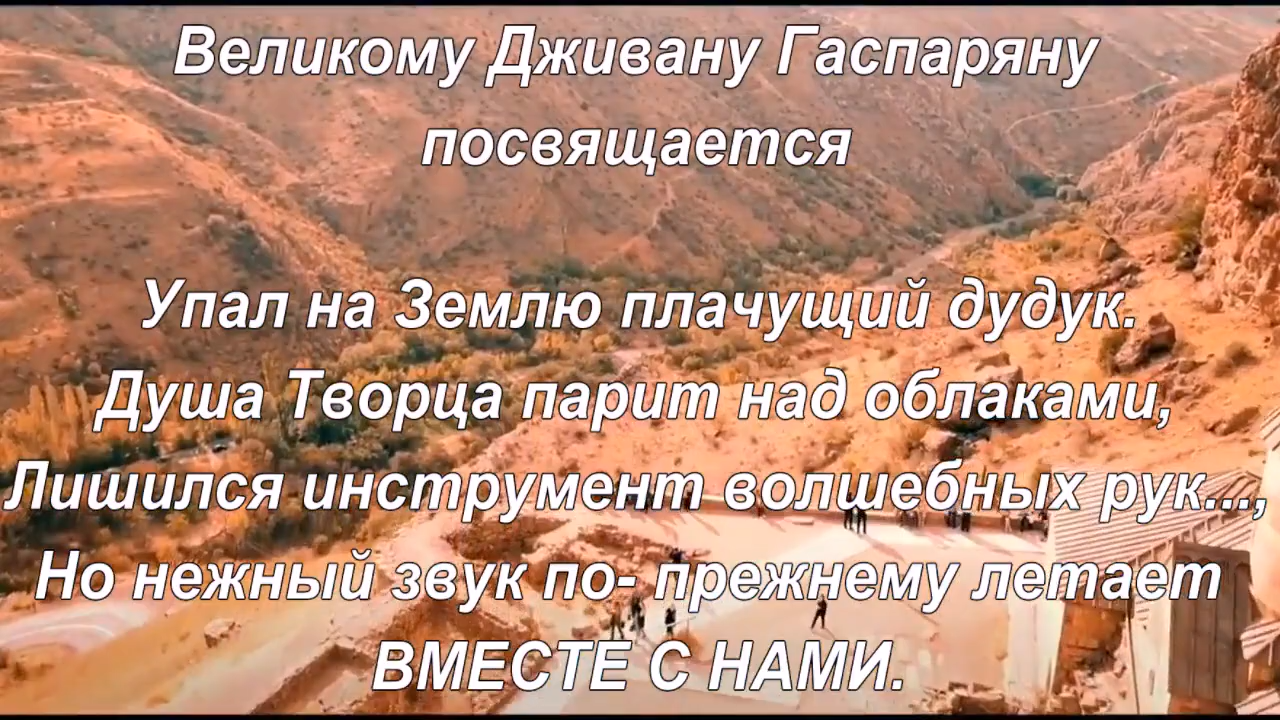 Великому Дживану Гаспаряну
посвящается
Упал на Землю плачущий дудук.
Душа Творца парит над облаками,
Лишился инструмент волшебных рук...,
Но нежный звук по- прежнему летает
ВМЕСТЕ С НАМИ.